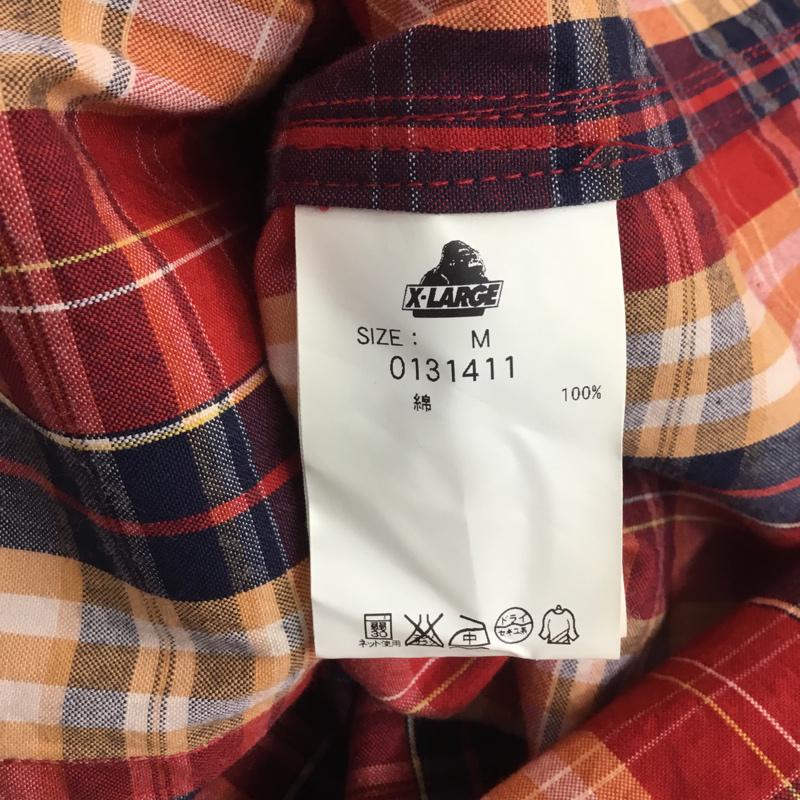 X-LARGE
SIZE : M
0131411
綿 100%
30
ネット使用
中
ドライ
セキユ系